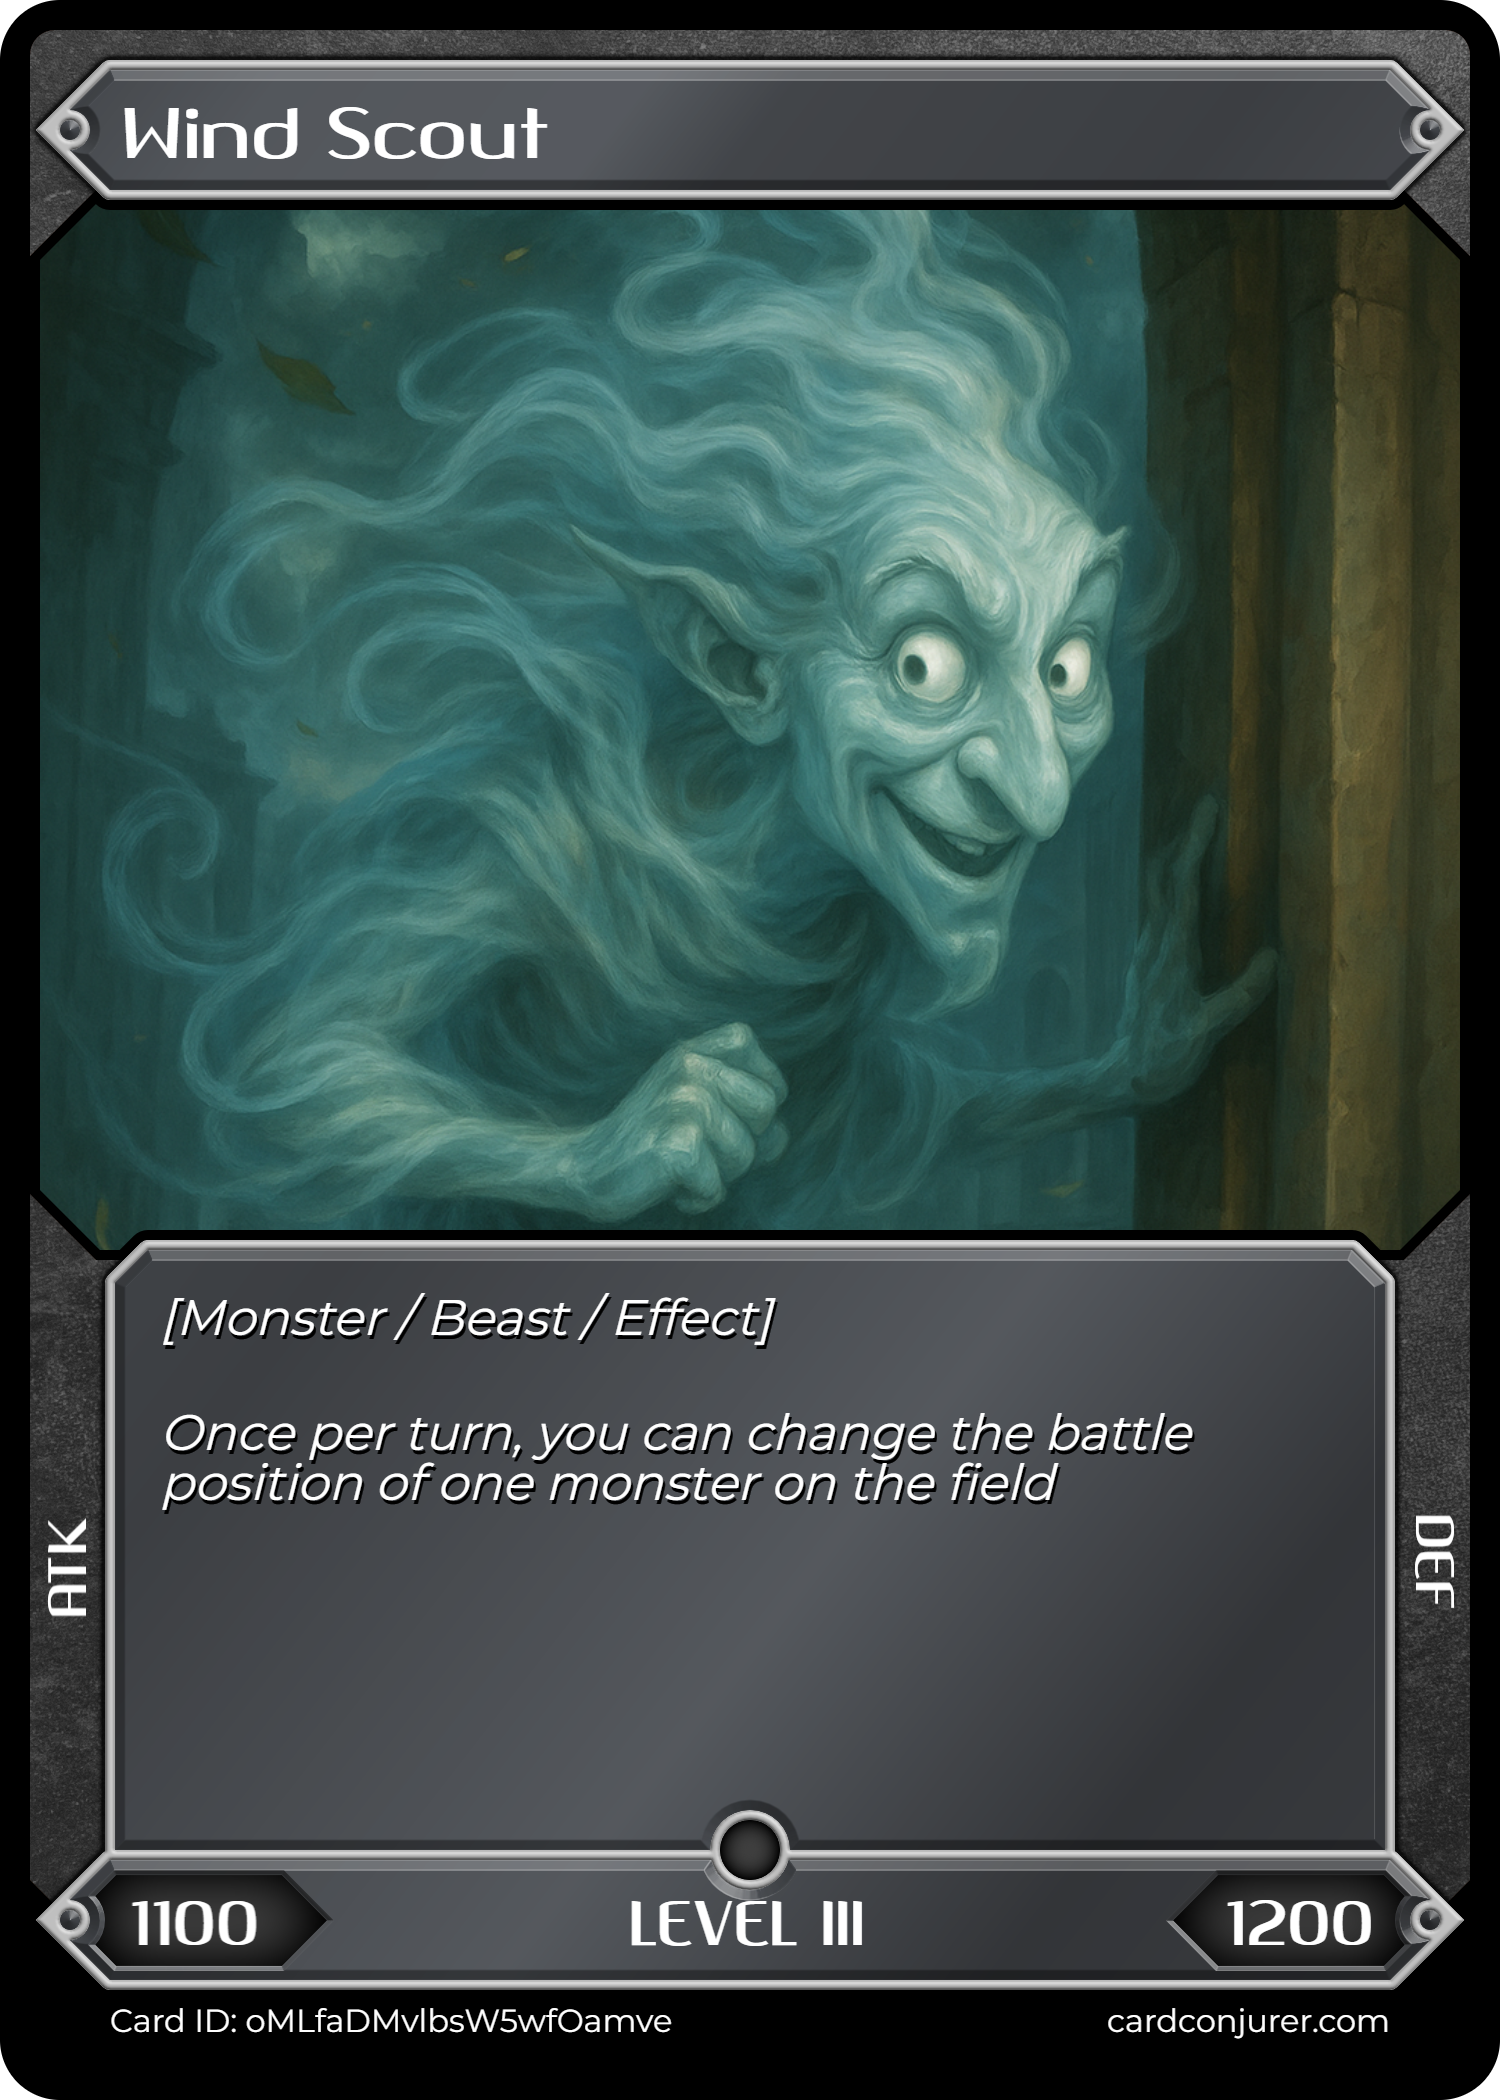 Wind Scout
[Monster / Beast / Effect]
Once per turn, you can change the battle
position of one monster on the field
ATK
DEF
1100
LEVEL III
1200
Card ID: oMLfaDMvlbsW5wfOamve
cardconjurer.com